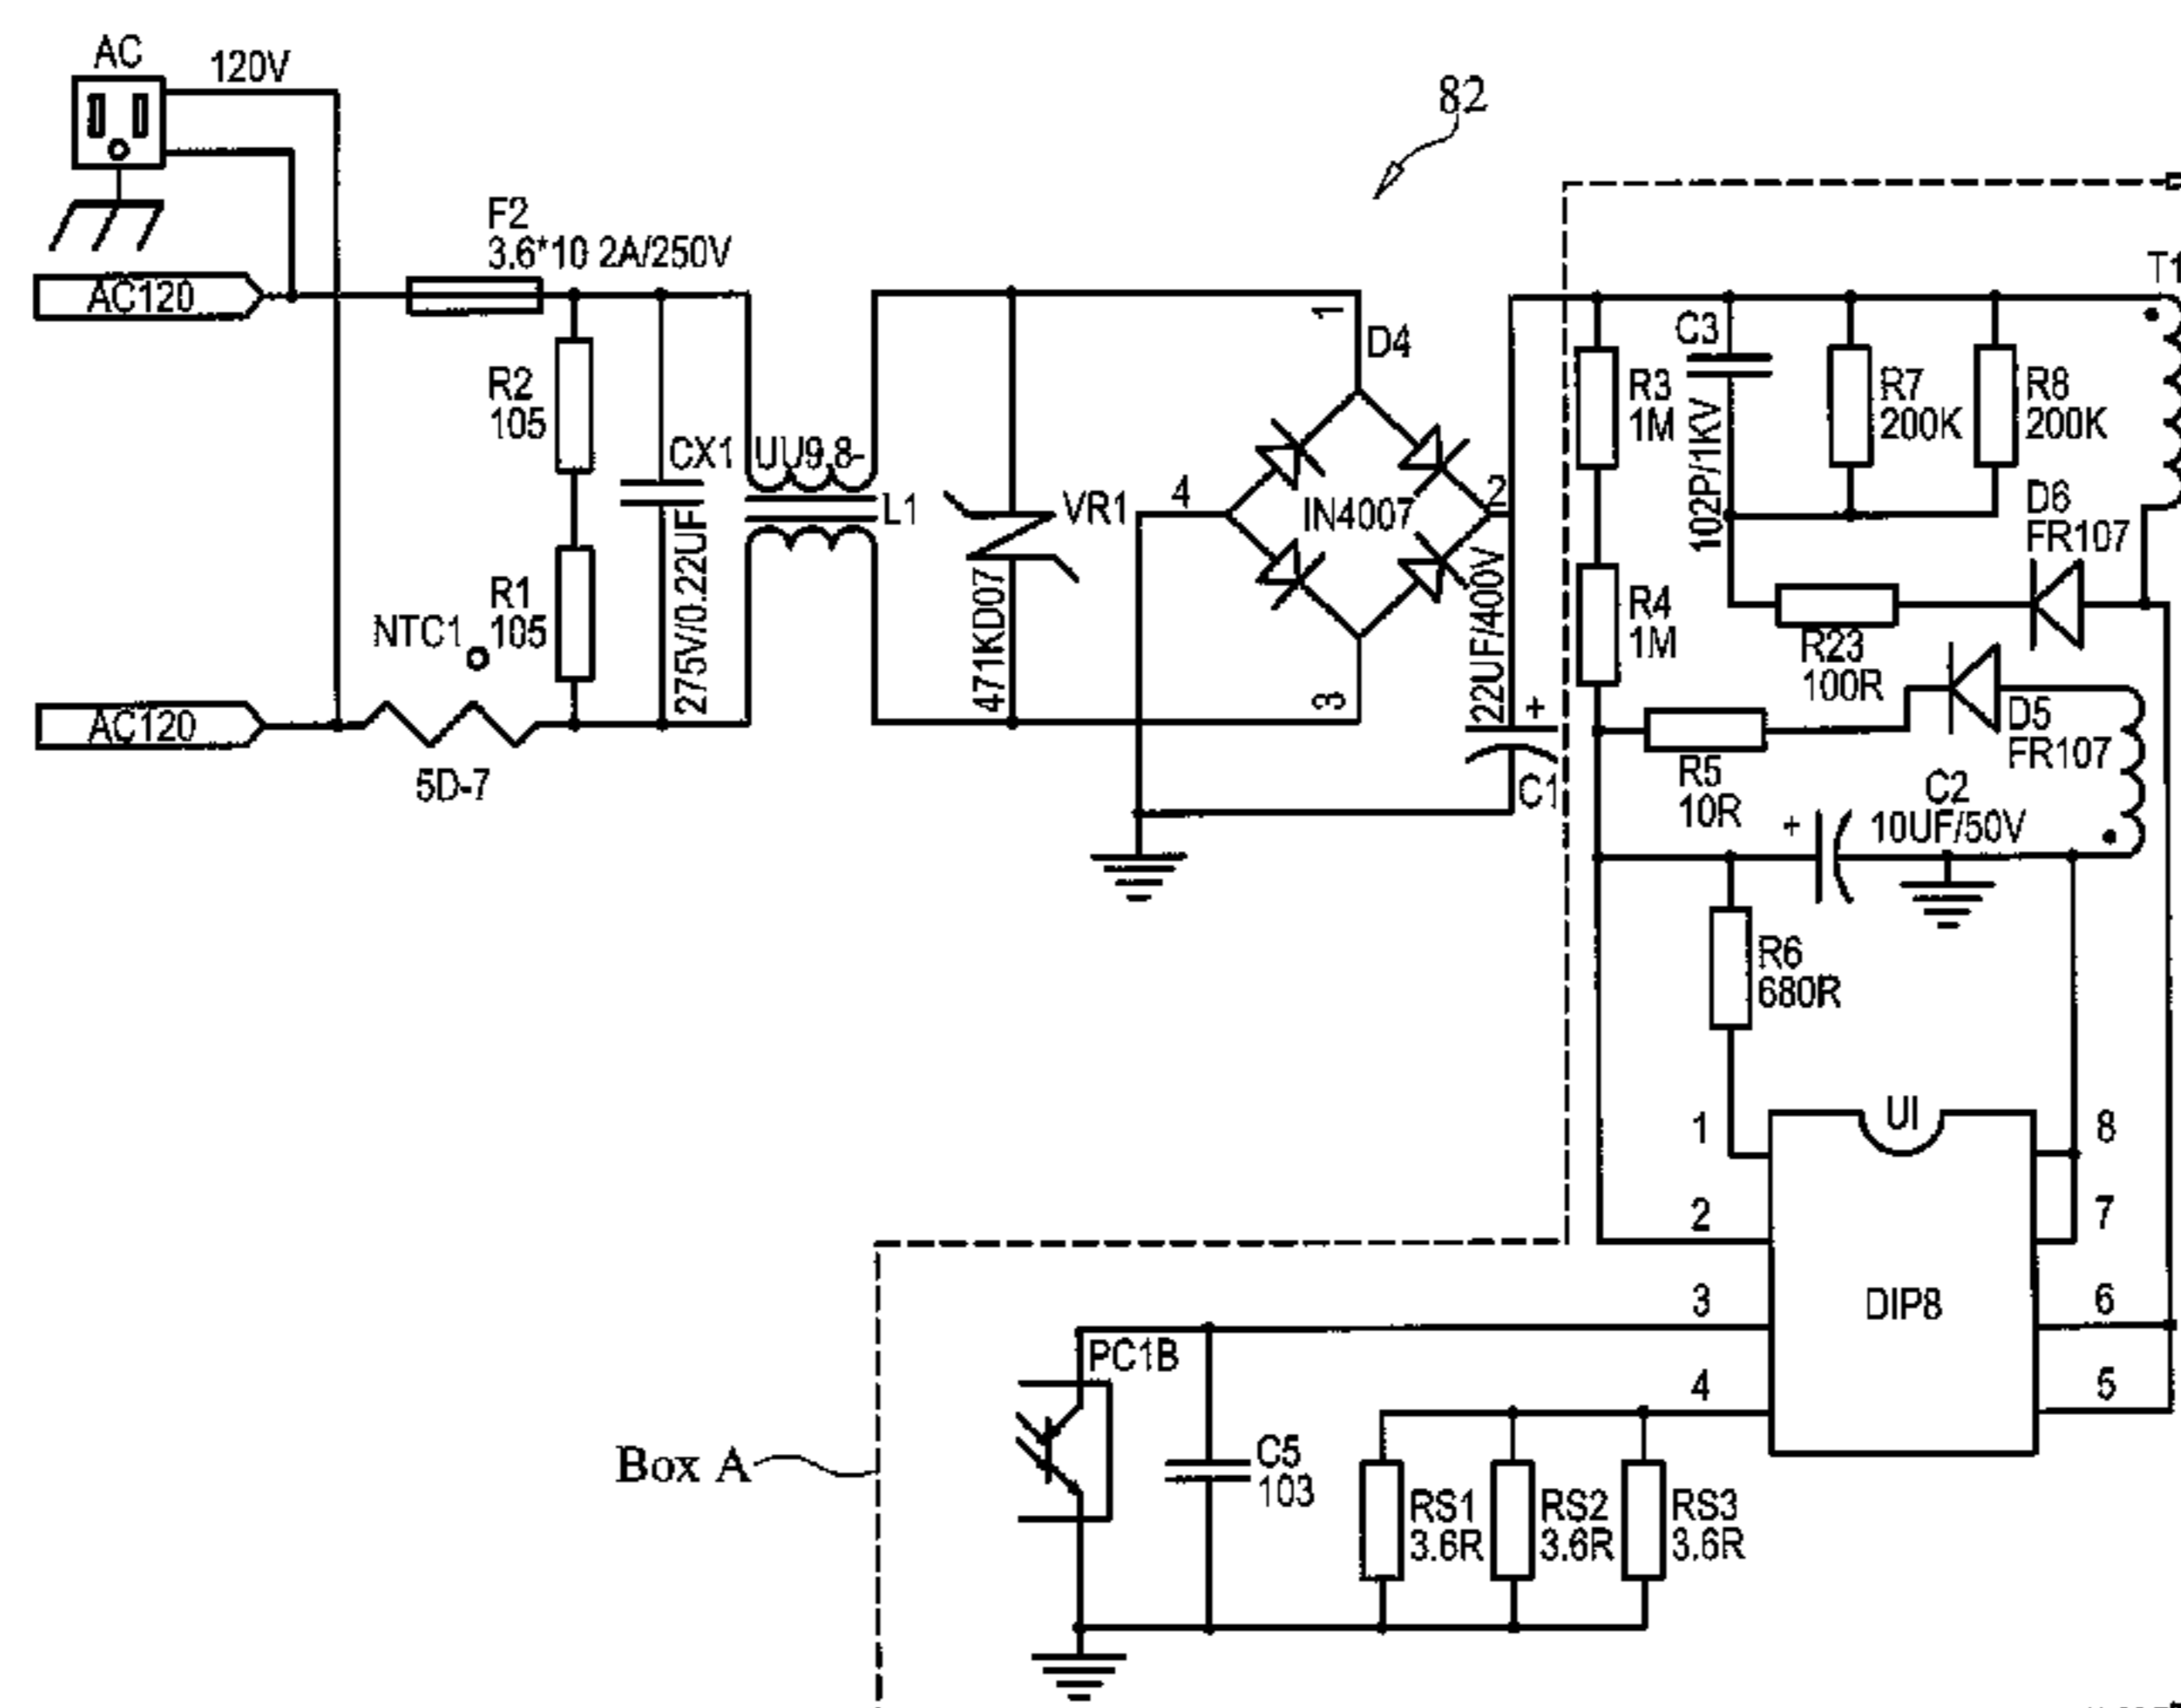 AC
120V
82
F2
3.6*10 2A/250V
AC120
R2
105
CX1
275V/0.22UF
UU9.8-
L1
R1
105
NTC1
5D-7
AC120
VR1
471KD07
1
D4
4
2
IN4007
3
22UF/400V
+
C1
T1
R3
1M
C3
102P/1KV
R7
200K
R8
200K
D6
FR107
R4
1M
R23
100R
D5
FR107
R5
10R
C2
+
10UF/50V
R6
680R
UI
1
8
2
7
3
6
DIP8
4
5
PC1B
Box A
C5
103
RS1
3.6R
RS2
3.6R
RS3
3.6R